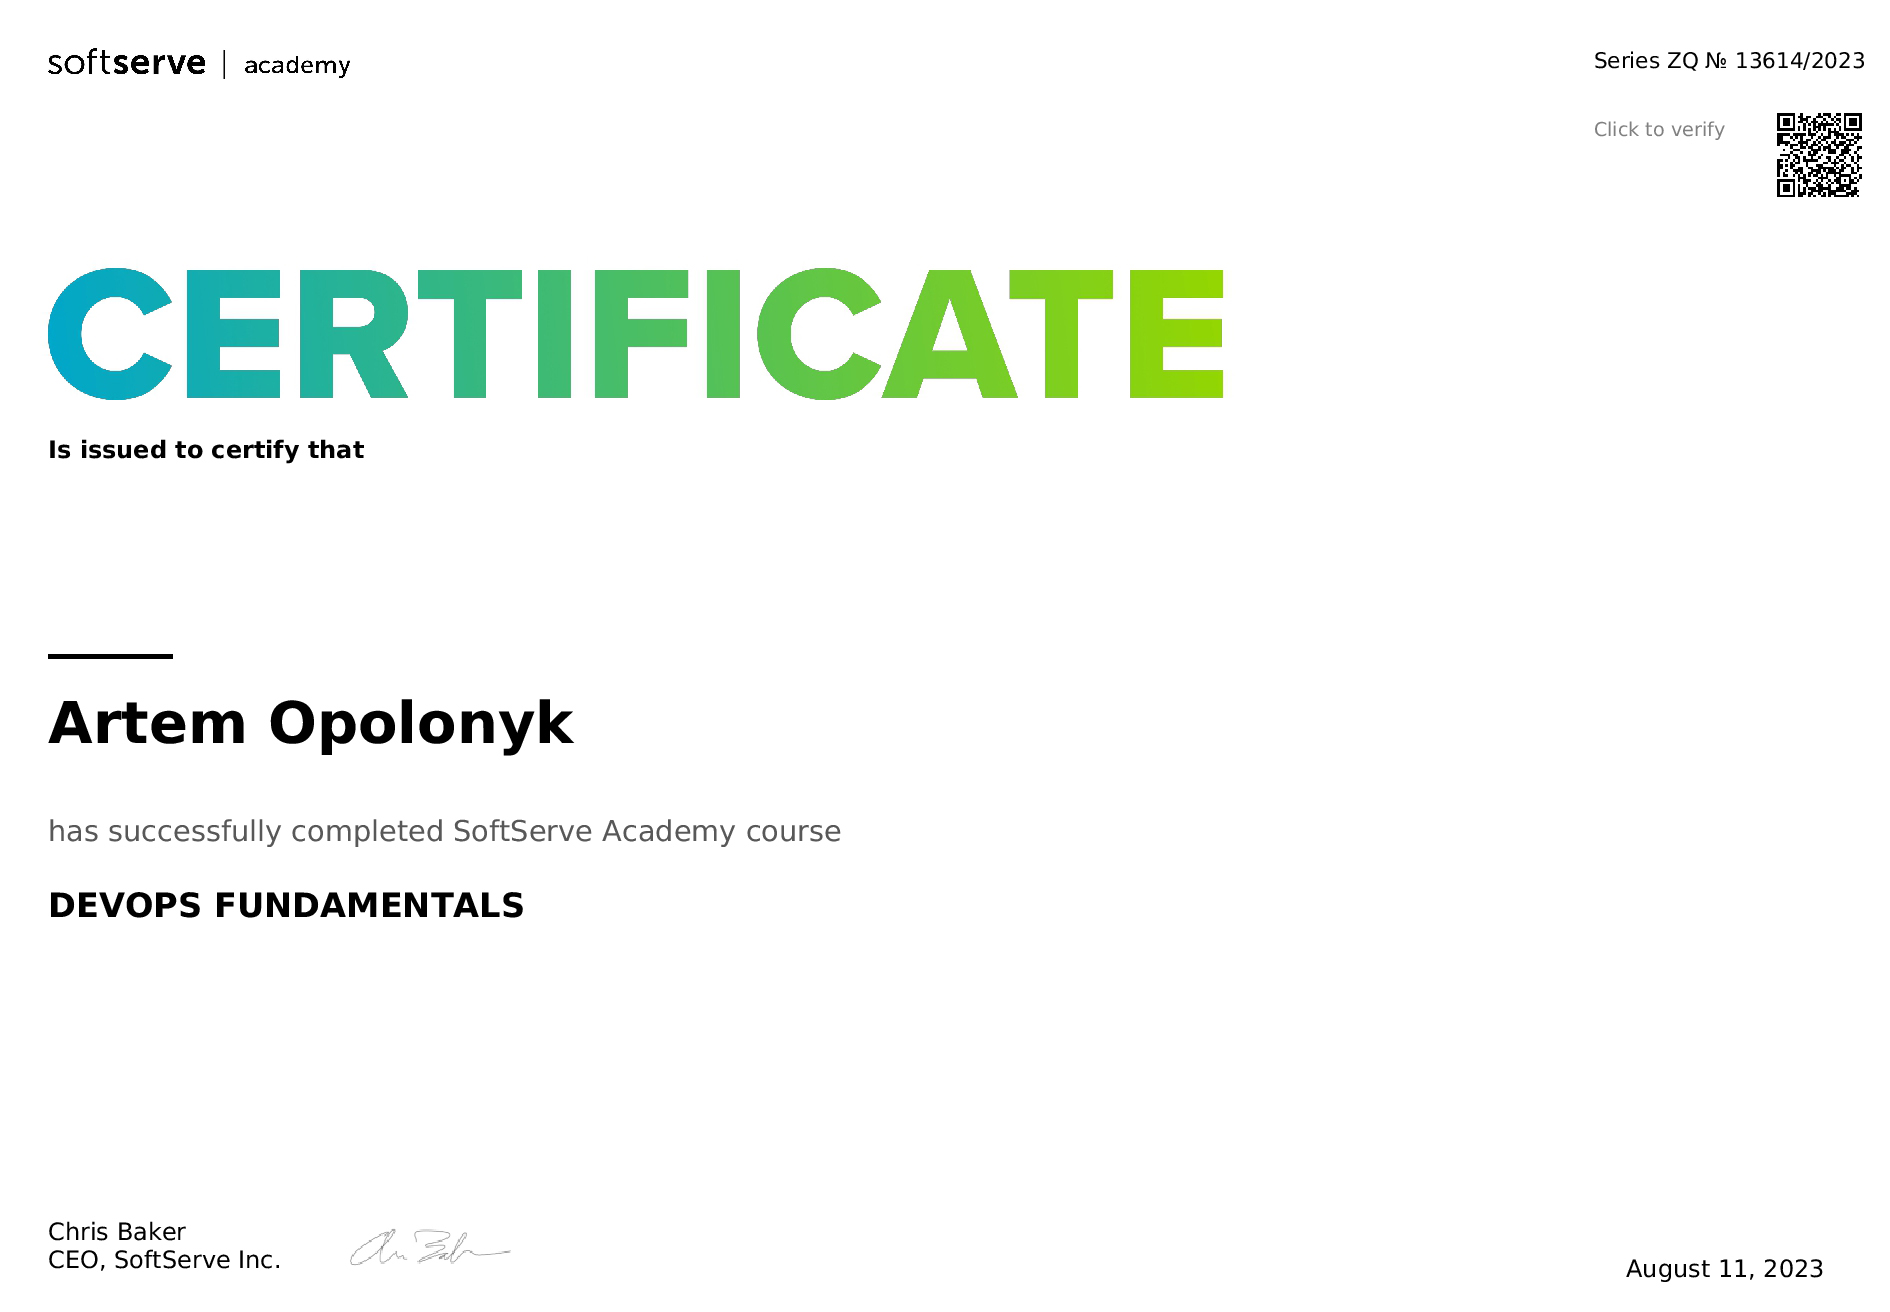 softserve | academy
Series ZQ № 13614/2023
Click to verify
CERTIFICATE
Is issued to certify that
Artem Opolonyk
has successfully completed SoftServe Academy course
DEVOPS FUNDAMENTALS
Chris Baker
CEO, SoftServe Inc.
August 11, 2023